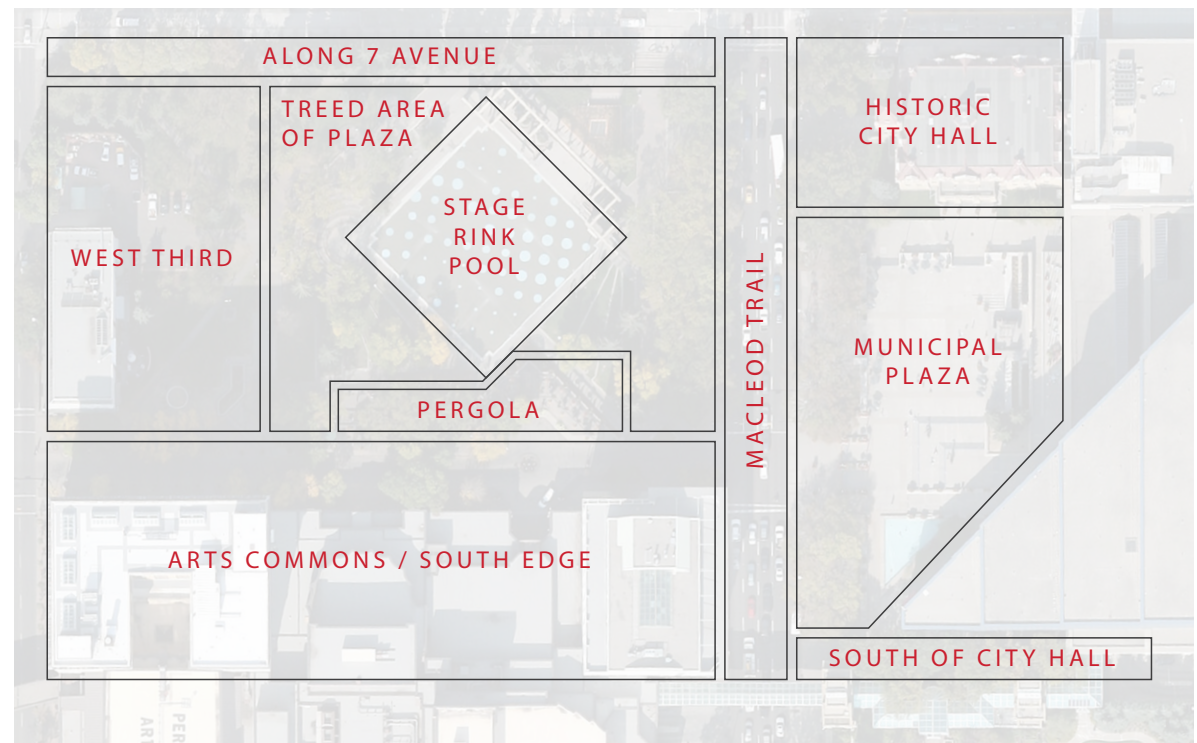 ALONG 7 AVENUE
TREED AREA
OF PLAZA
HISTORIC
CITY HALL
STAGE
RINK
POOL
WEST THIRD
MACLEOD TRAIL
MUNICIPAL
PLAZA
PERGOLA
ARTS COMMONS / SOUTH EDGE
SOUTH OF CITY HALL